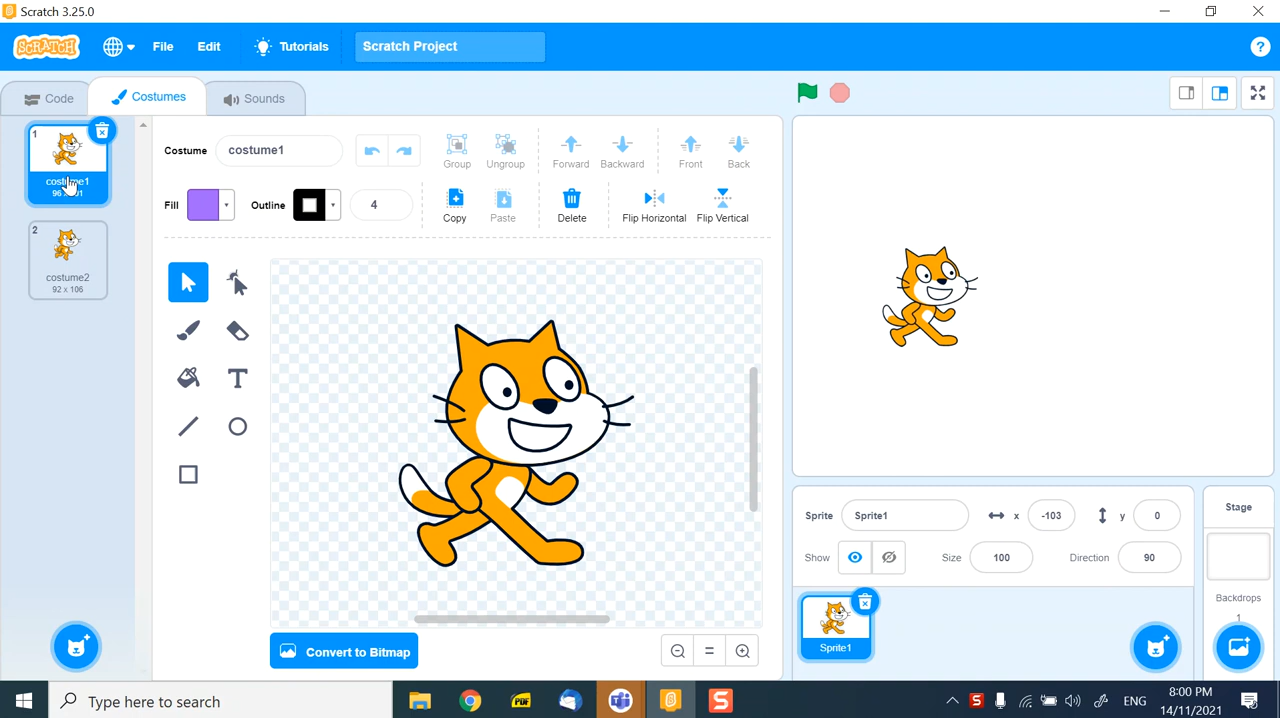 Scratch 3.25.0
SCRATCH File Edit Tutorials Scratch Project ?
Code Costumes Sounds
1
costume1
2
costume2
92 x 106
Costume costume1 Group Ungroup Forward Backward Front Back
Fill Outline 4 Copy Paste Delete Flip Horizontal Flip Vertical
T
Convert to Bitmap
Sprite Sprite1 x -103 y 0
Show Size 100 Direction 90
Sprite1
Stage
Backdrops
1
Type here to search
PDF
S
S
ENG
8:00 PM
14/11/2021